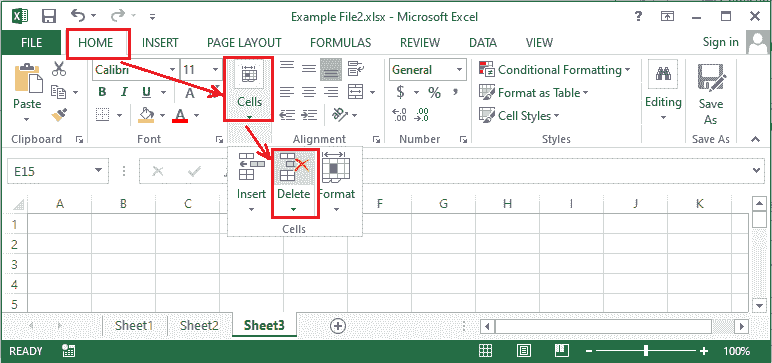 Example File2.xlsx - Microsoft Excel
FILE HOME INSERT PAGE LAYOUT FORMULAS REVIEW DATA VIEW Sign in
Calibri 11 General Conditional Formatting
Paste B I U A A Cells $ % , Format as Table Editing Save As
A Cell Styles
Clipboard Font Alignment Number Styles Save As
E15
Insert Delete Format
Cells
A B C F G H I J K
1
2
3
4
5
Sheet1 Sheet2 Sheet3
READY 100%